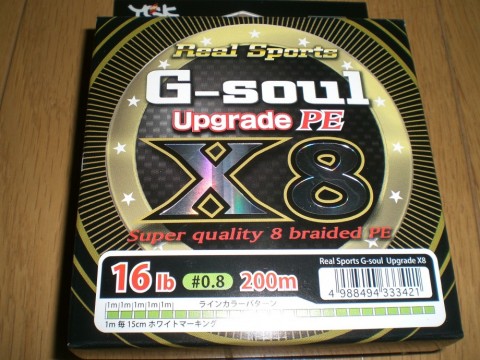 YGK
Real Sports
G-soul
Upgrade PE
X8
Super quality 8 braided PE
16 lb #0.8 200m
Real Sports G-soul Upgrade X8
1m 1m 1m 1m 1m ラインカラーパターン
4 988494 333421
1m 毎 15cm ホワイトマーキング